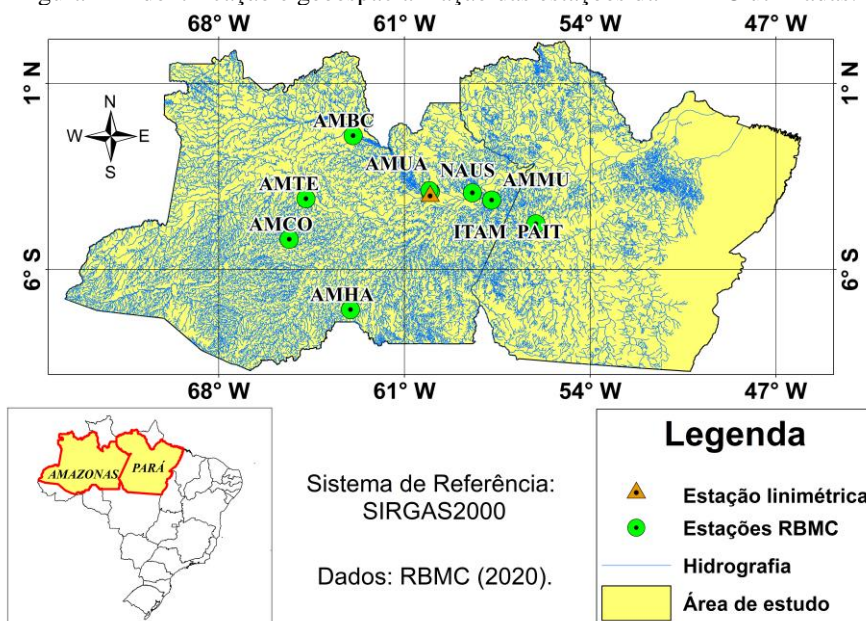 1° N
6° S
68° W
61° W
54° W
47° W
N
W E
S
AMBC
AMUA
NAUS
AMMU
AMTE
ITAM
PAIT
AMCO
AMHA
1° N
6° S
68° W
61° W
54° W
47° W
AMAZONAS
PARÁ
Sistema de Referência:
SIRGAS2000
Dados: RBMC (2020).
Legenda
Estação linimétrica
Estações RBMC
Hidrografia
Área de estudo